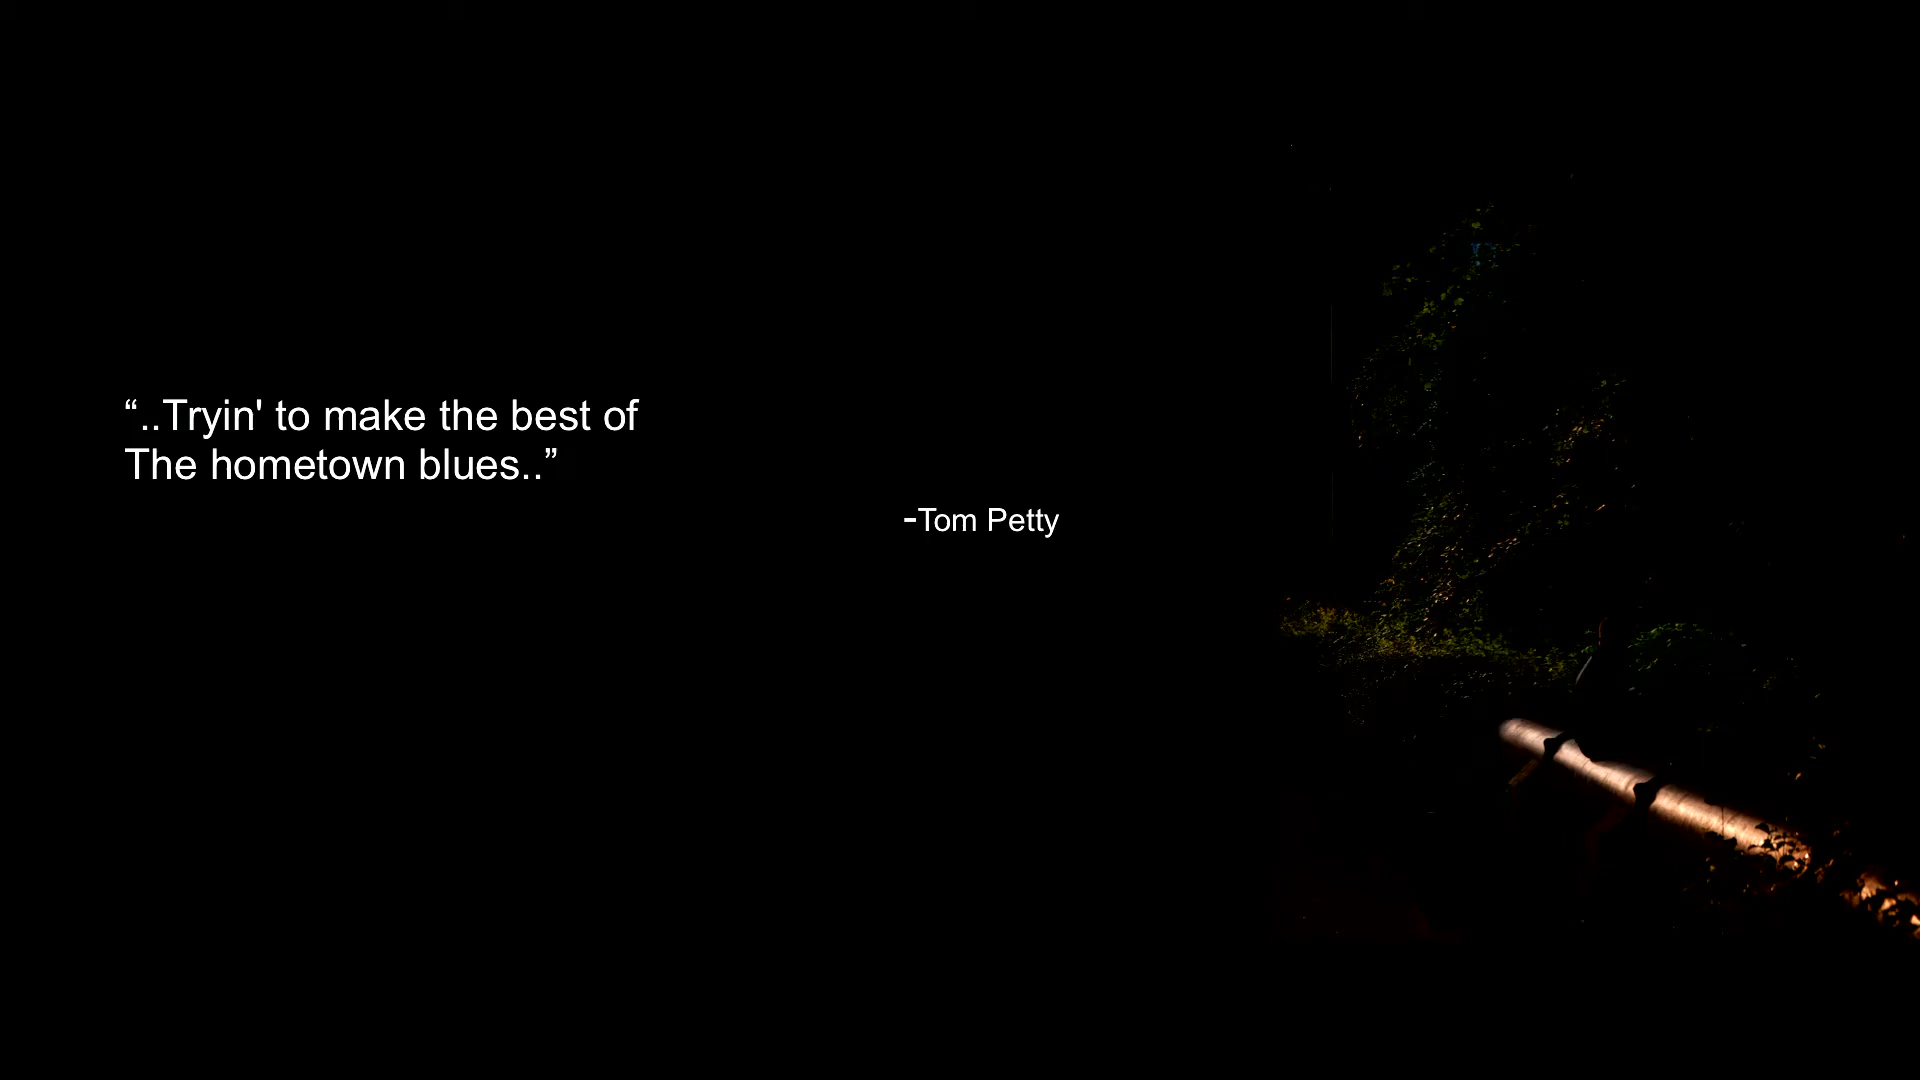 “..Tryin' to make the best of
The hometown blues..”
-Tom Petty